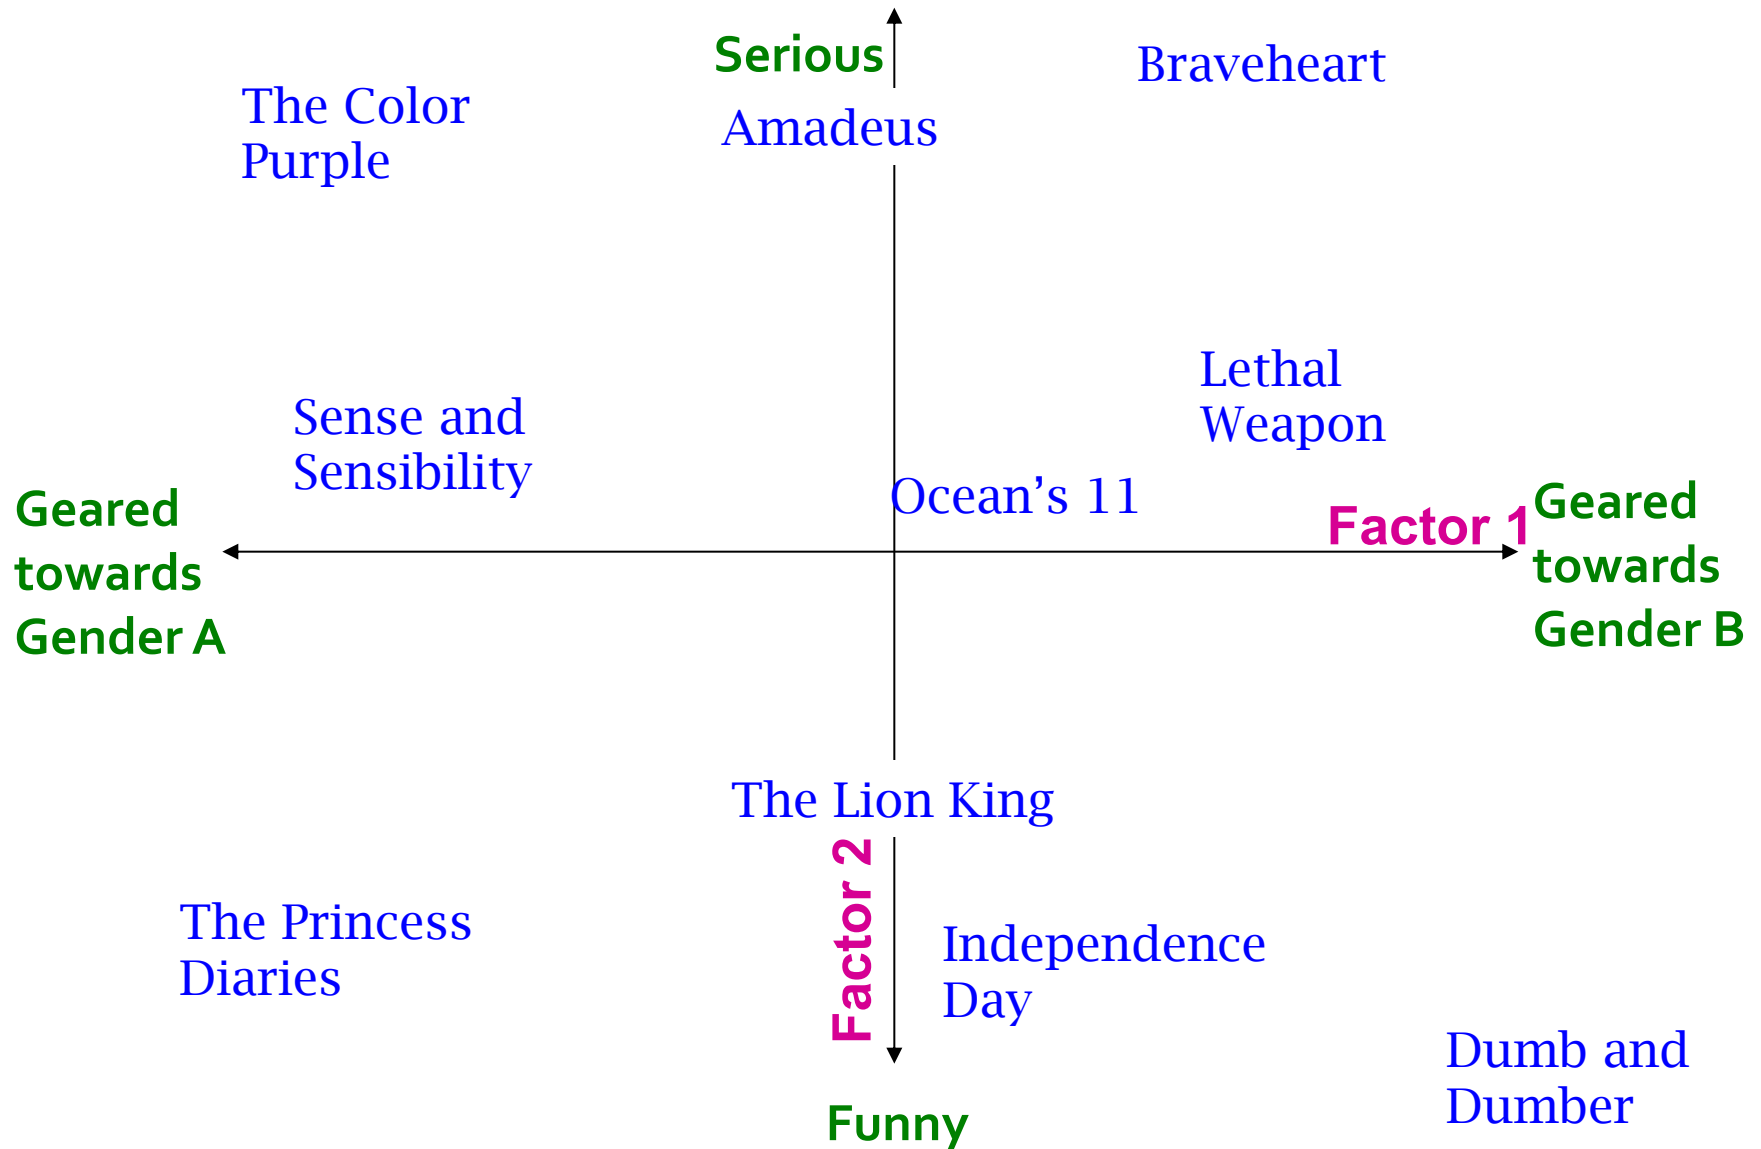 Serious
Braveheart
The Color
Purple
Amadeus
Lethal
Weapon
Sense and
Sensibility
Ocean’s 11
Factor 1
Geared
towards
Gender A
Geared
towards
Gender B
The Lion King
Factor 2
The Princess
Diaries
Independence
Day
Dumb and
Dumber
Funny